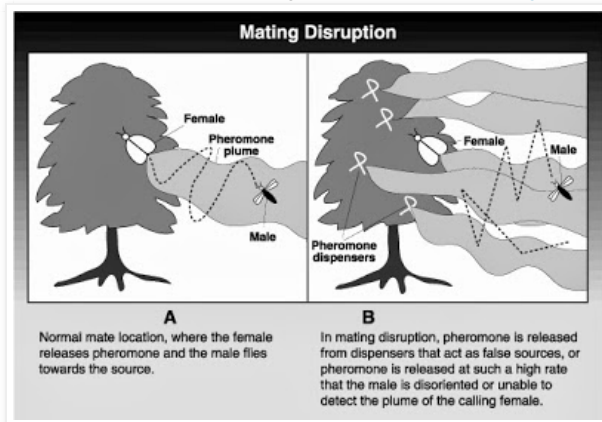 Mating Disruption
Female
Pheromone
plume
Male
Female
Male
Pheromone
dispensers
A
Normal mate location, where the female
releases pheromone and the male flies
towards the source.
B
In mating disruption, pheromone is released
from dispensers that act as false sources, or
pheromone is released at such a high rate
that the male is disoriented or unable to
detect the plume of the calling female.